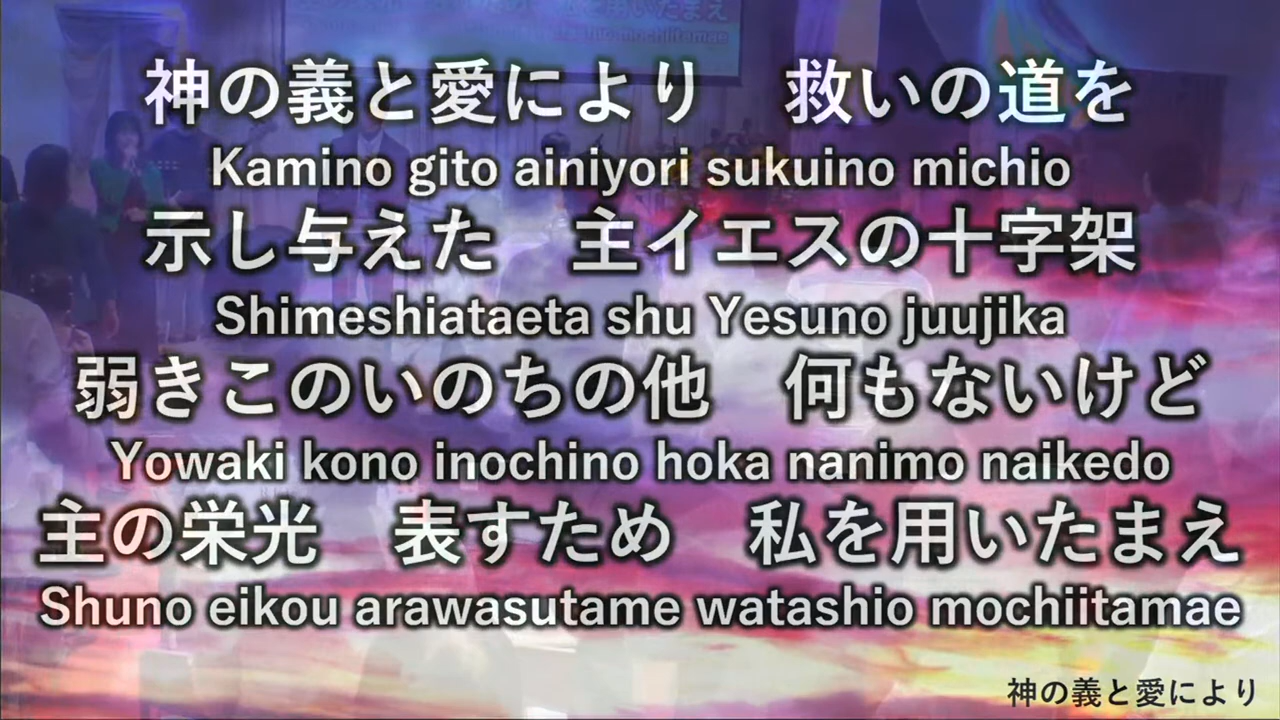 神の義と愛により　救いの道を
Kamino gito ainiyori sukuino michio
示し与えた　主イエスの十字架
Shimeshiataeta shu Yesuno juujika
弱きこのいのちの他　何もないけど
Yowaki kono inochino hoka nanimo naikedo
主の栄光　表すため　私を用いたまえ
Shuno eikou arawasutame watashio mochiitamae
神の義と愛により